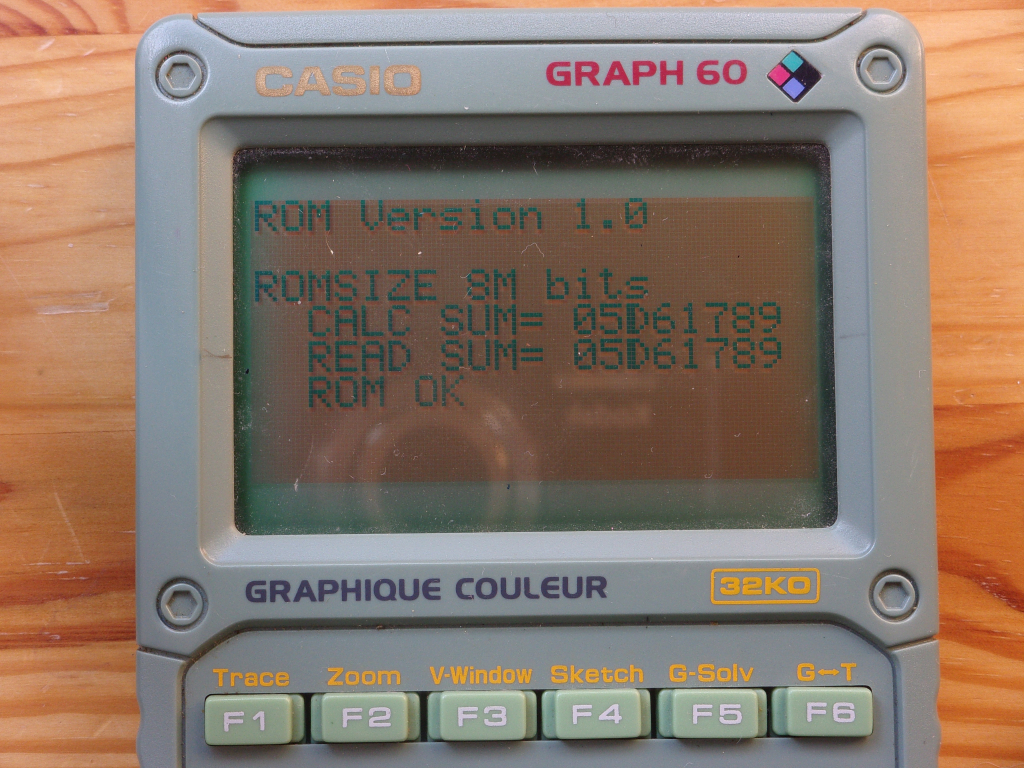 CASIO GRAPH 60
ROM Version 1.0
ROMSIZE 8M bits
CALC SUM= 05D61789
READ SUM= 05D61789
ROM OK
GRAPHIQUE COULEUR 32KO
Trace Zoom V-Window Sketch G-Solv G↔T
F1 F2 F3 F4 F5 F6